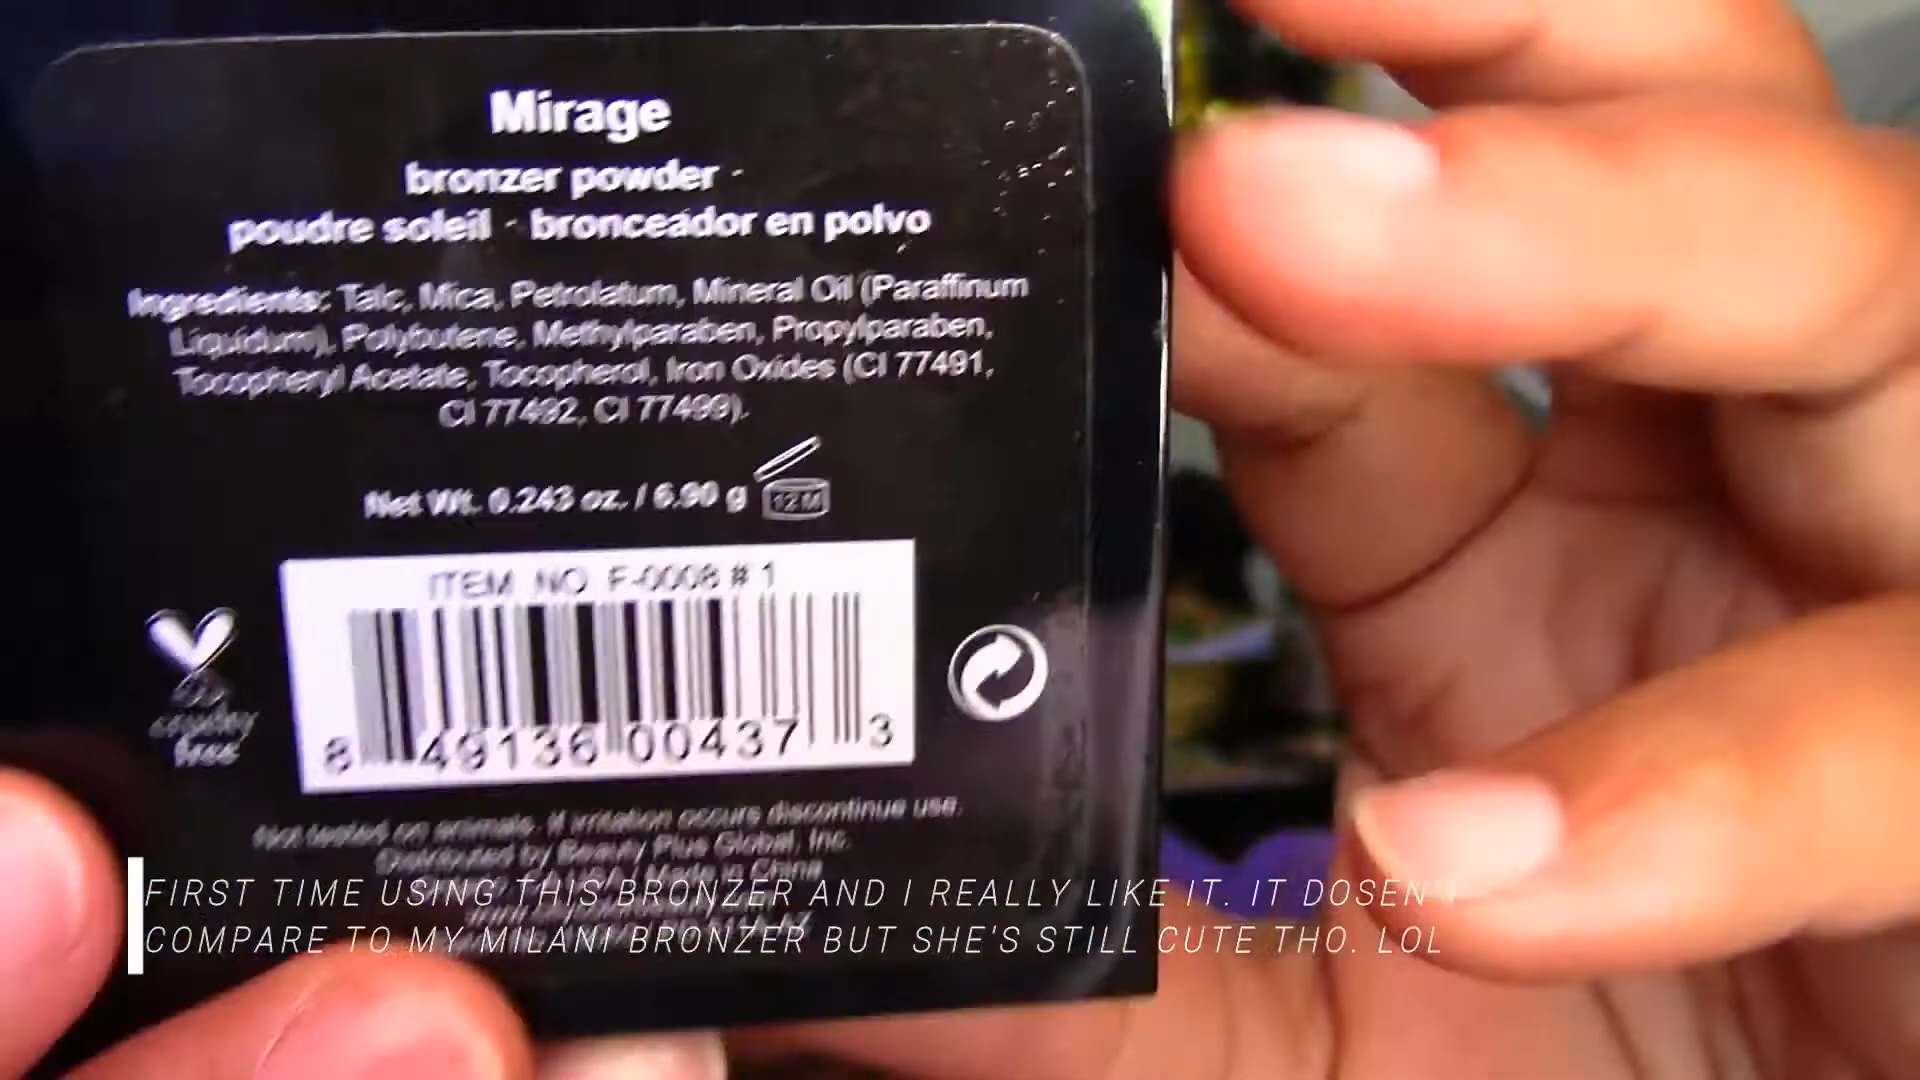 Mirage
bronzer powder ·
poudre soleil · bronceador en polvo
Ingredients: Talc, Mica, Petrolatum, Mineral Oil (Paraffinum
Liquidum), Polybutene, Methylparaben, Propylparaben,
Tocopheryl Acetate, Tocopherol, Iron Oxides (CI 77491,
CI 77492, CI 77499).
Net Wt. 0.243 oz. / 6.90 g
12 M
ITEM NO F-0008 # 1
8 49136 00437 3
cruelty
free
Not tested on animals. If irritation occurs discontinue use.
Distributed by Beauty Plus Global, Inc.
Made in China
FIRST TIME USING THIS BRONZER AND I REALLY LIKE IT. IT DOSEN'T
COMPARE TO MY MILANI BRONZER BUT SHE'S STILL CUTE THO. LOL